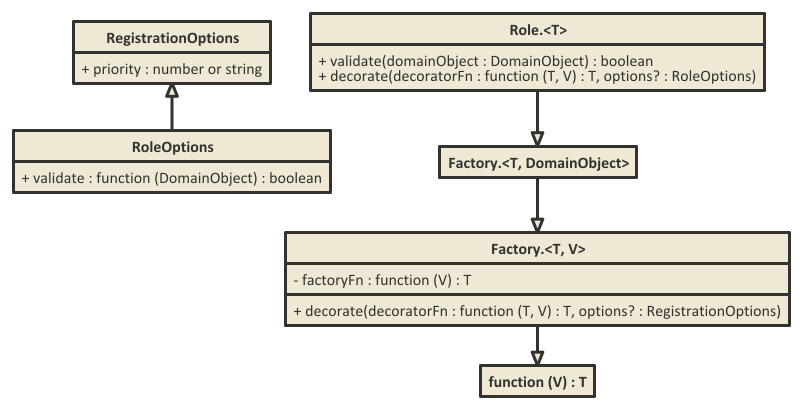 RegistrationOptions
+ priority : number or string
RoleOptions
+ validate : function (DomainObject) : boolean
Role.<T>
+ validate(domainObject : DomainObject) : boolean
+ decorate(decoratorFn : function (T, V) : T, options? : RoleOptions)
Factory.<T, DomainObject>
Factory.<T, V>
- factoryFn : function (V) : T
+ decorate(decoratorFn : function (T, V) : T, options? : RegistrationOptions)
function (V) : T